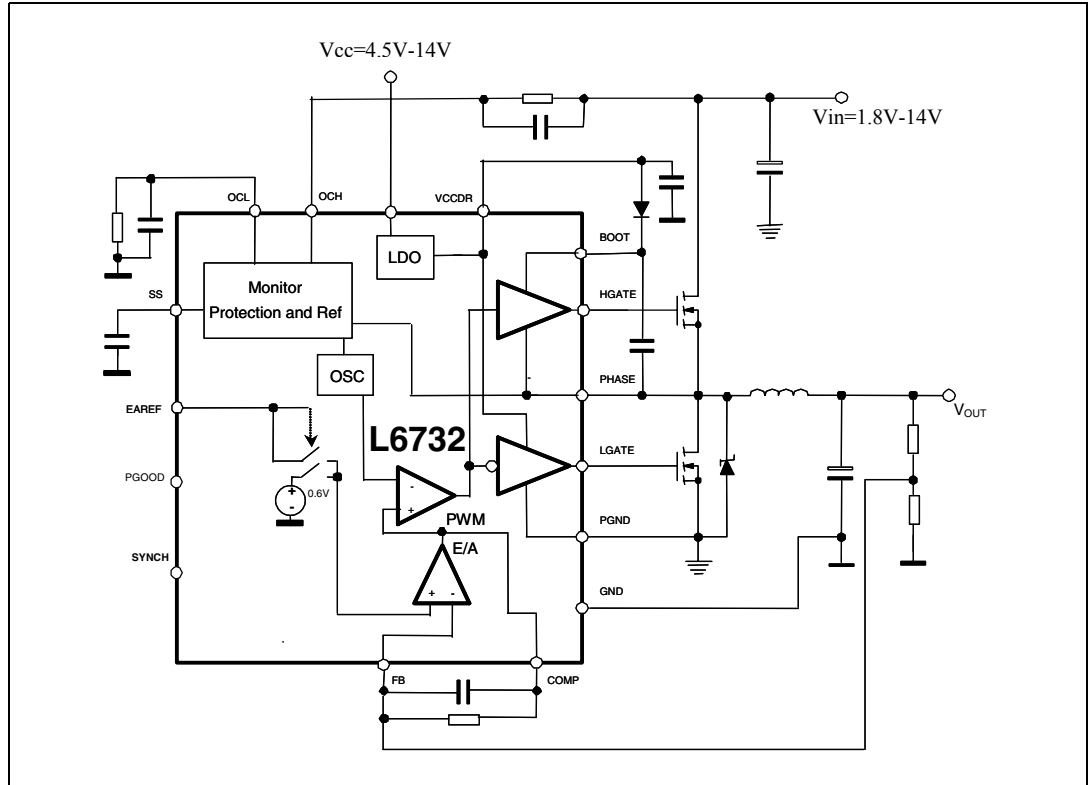 Vcc=4.5V-14V
Vin=1.8V-14V
OCL
OCH
VCCDR
LDO
BOOT
Monitor
Protection and Ref
SS
HGATE
OSC
-
PHASE
EAREF
L6732
VOUT
LGATE
PGOOD
+
-
0.6V
-
+
PWM
E/A
PGND
SYNCH
+ -
GND
FB
COMP